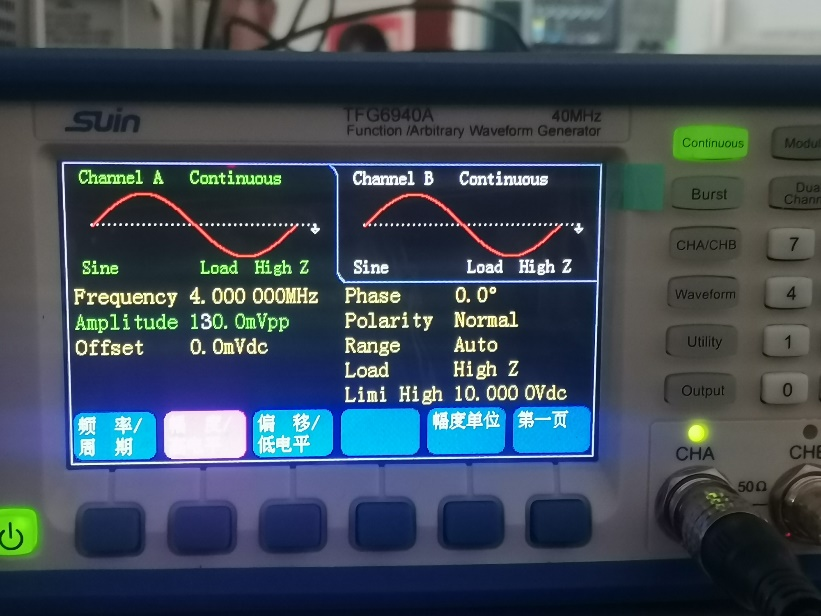 SUin
TFG6940A 40MHz
Function /Arbitrary Waveform Generator
Channel A Continuous
Sine Load High Z
Channel B Continuous
Sine Load High Z
Frequency 4.000 000MHz
Amplitude 130.0mVpp
Offset 0.0mVdc
Phase 0.0°
Polarity Normal
Range Auto
Load High Z
Limi High 10.000 0Vdc
频 率/
周 期
偏 移/
低电平
幅度单位
第一页
Continuous
Burst
CHA/CHB
Waveform
Utility
Output
Modul
Dua
Chann
7
4
1
0
CHA
50Ω
CHB